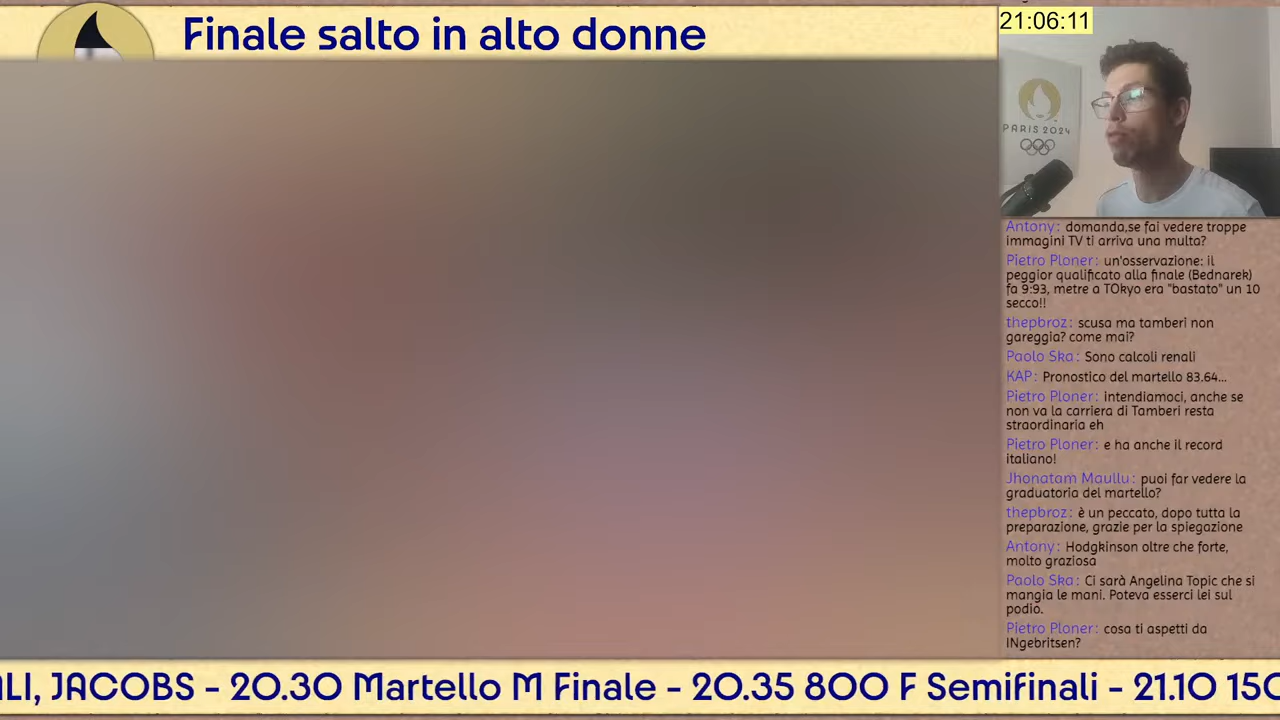 Finale salto in alto donne
21:06:11
PARIS 2024
Antony: domanda,se fai vedere troppe
immagini TV ti arriva una multa?
Pietro Ploner: un'osservazione: il
peggior qualificato alla finale (Bednarek)
fa 9:93, metre a TOkyo era "bastato" un 10
secco!!
thepbroz: scusa ma tamberi non
gareggia? come mai?
Paolo Ska: Sono calcoli renali
KAP: Pronostico del martello 83.64...
Pietro Ploner: intendiamoci, anche se
non va la carriera di Tamberi resta
straordinaria eh
Pietro Ploner: e ha anche il record
italiano!
Jhonatam Maullu: puoi far vedere la
graduatoria del martello?
thepbroz: è un peccato, dopo tutta la
preparazione, grazie per la spiegazione
Antony: Hodgkinson oltre che forte,
molto graziosa
Paolo Ska: Ci sarà Angelina Topic che si
mangia le mani. Poteva esserci lei sul
podio.
Pietro Ploner: cosa ti aspetti da
INgebritsen?
ALI, JACOBS - 20.30 Martello M Finale - 20.35 800 F Semifinali - 21.10 150